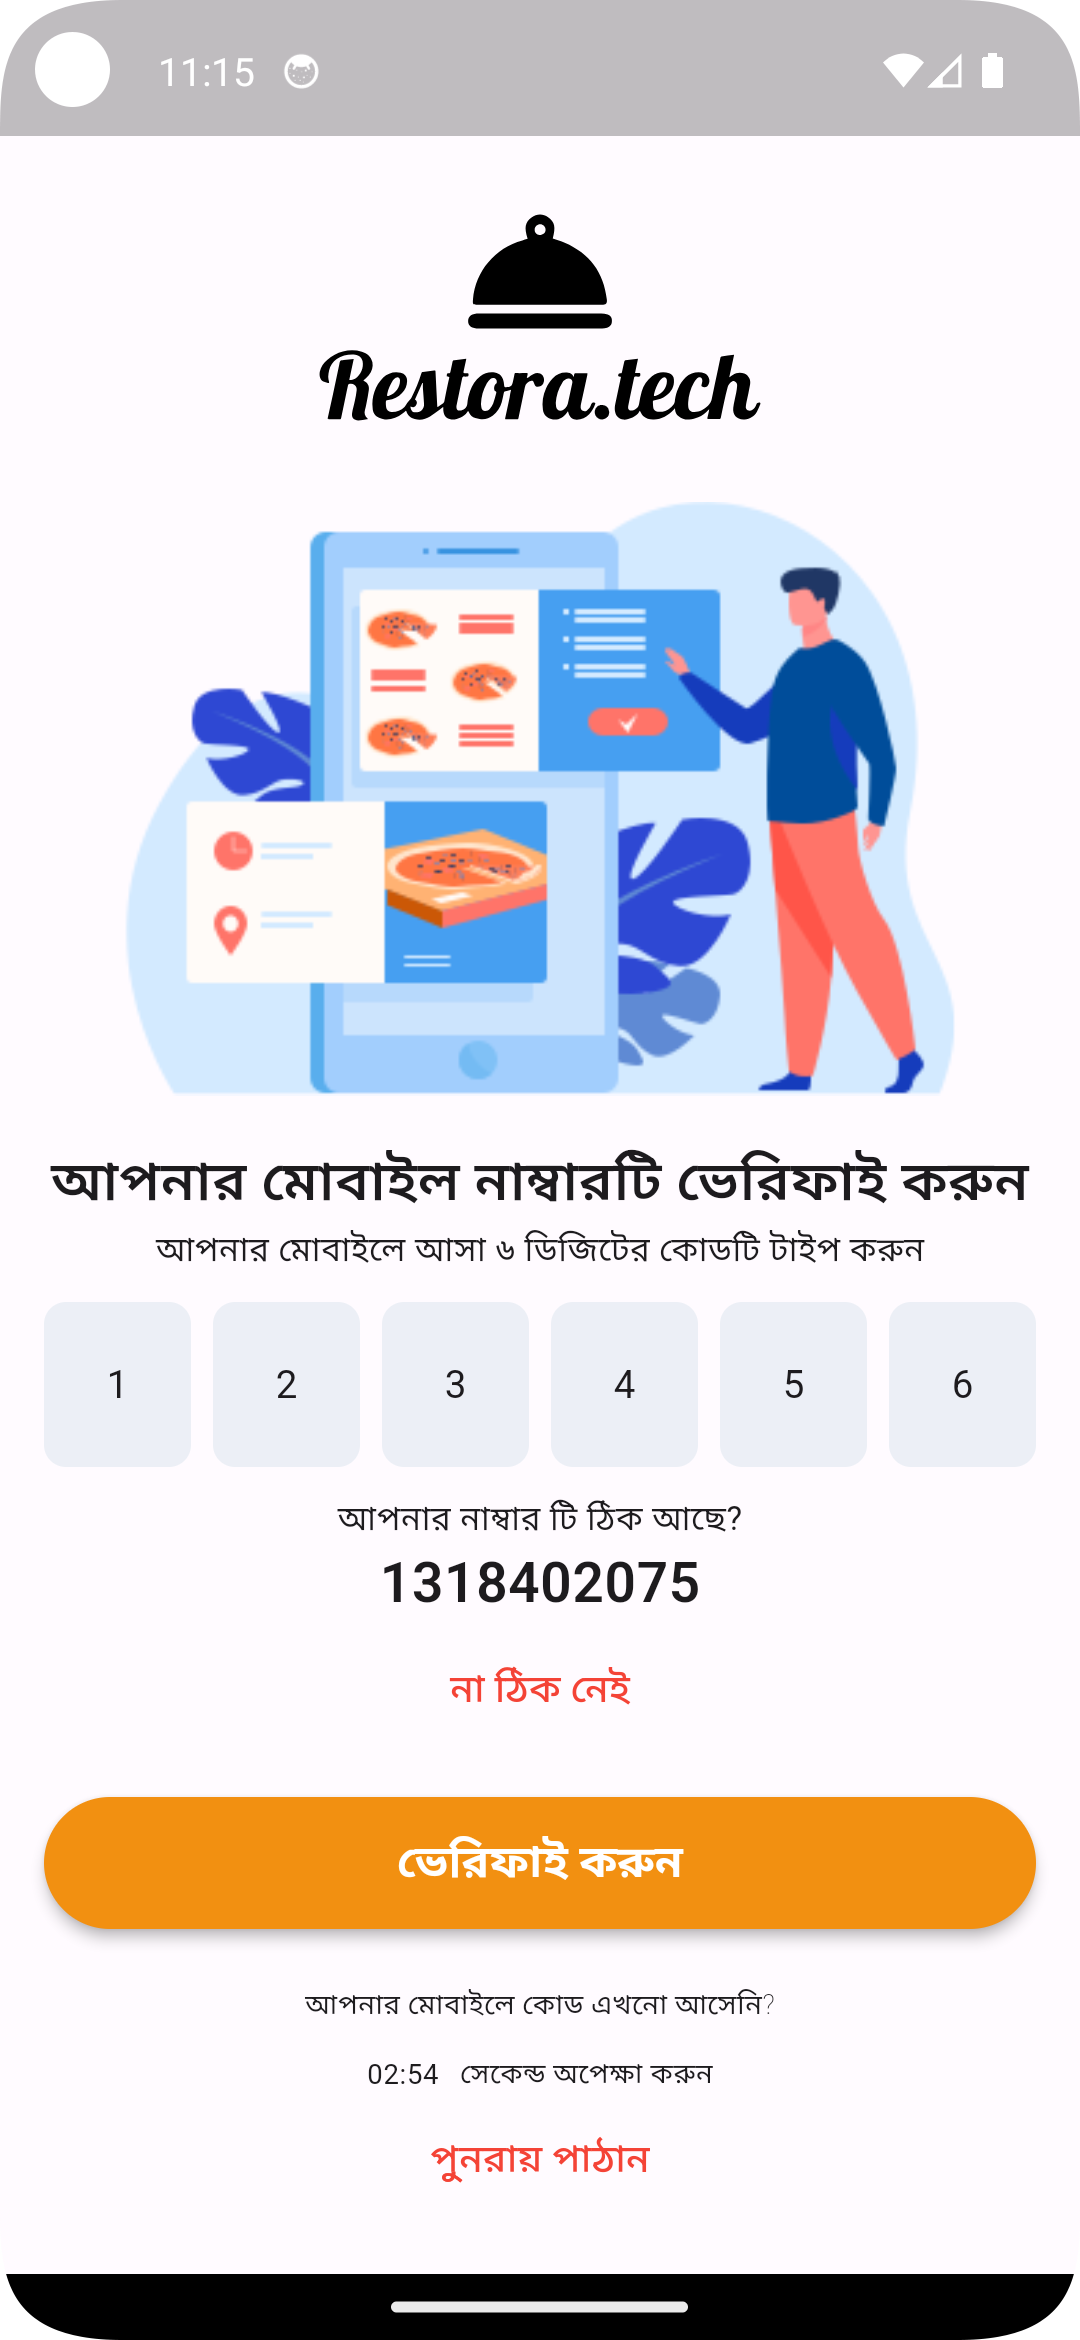 11:15
Restora.tech
আপনার মোবাইল নাম্বারটি ভেরিফাই করুন
আপনার মোবাইলে আসা ৬ ডিজিটের কোডটি টাইপ করুন
1 2 3 4 5 6
আপনার নাম্বার টি ঠিক আছে?
1318402075
না ঠিক নেই
ভেরিফাই করুন
আপনার মোবাইলে কোড এখনো আসেনি?
02:54 সেকেন্ড অপেক্ষা করুন
পুনরায় পাঠান